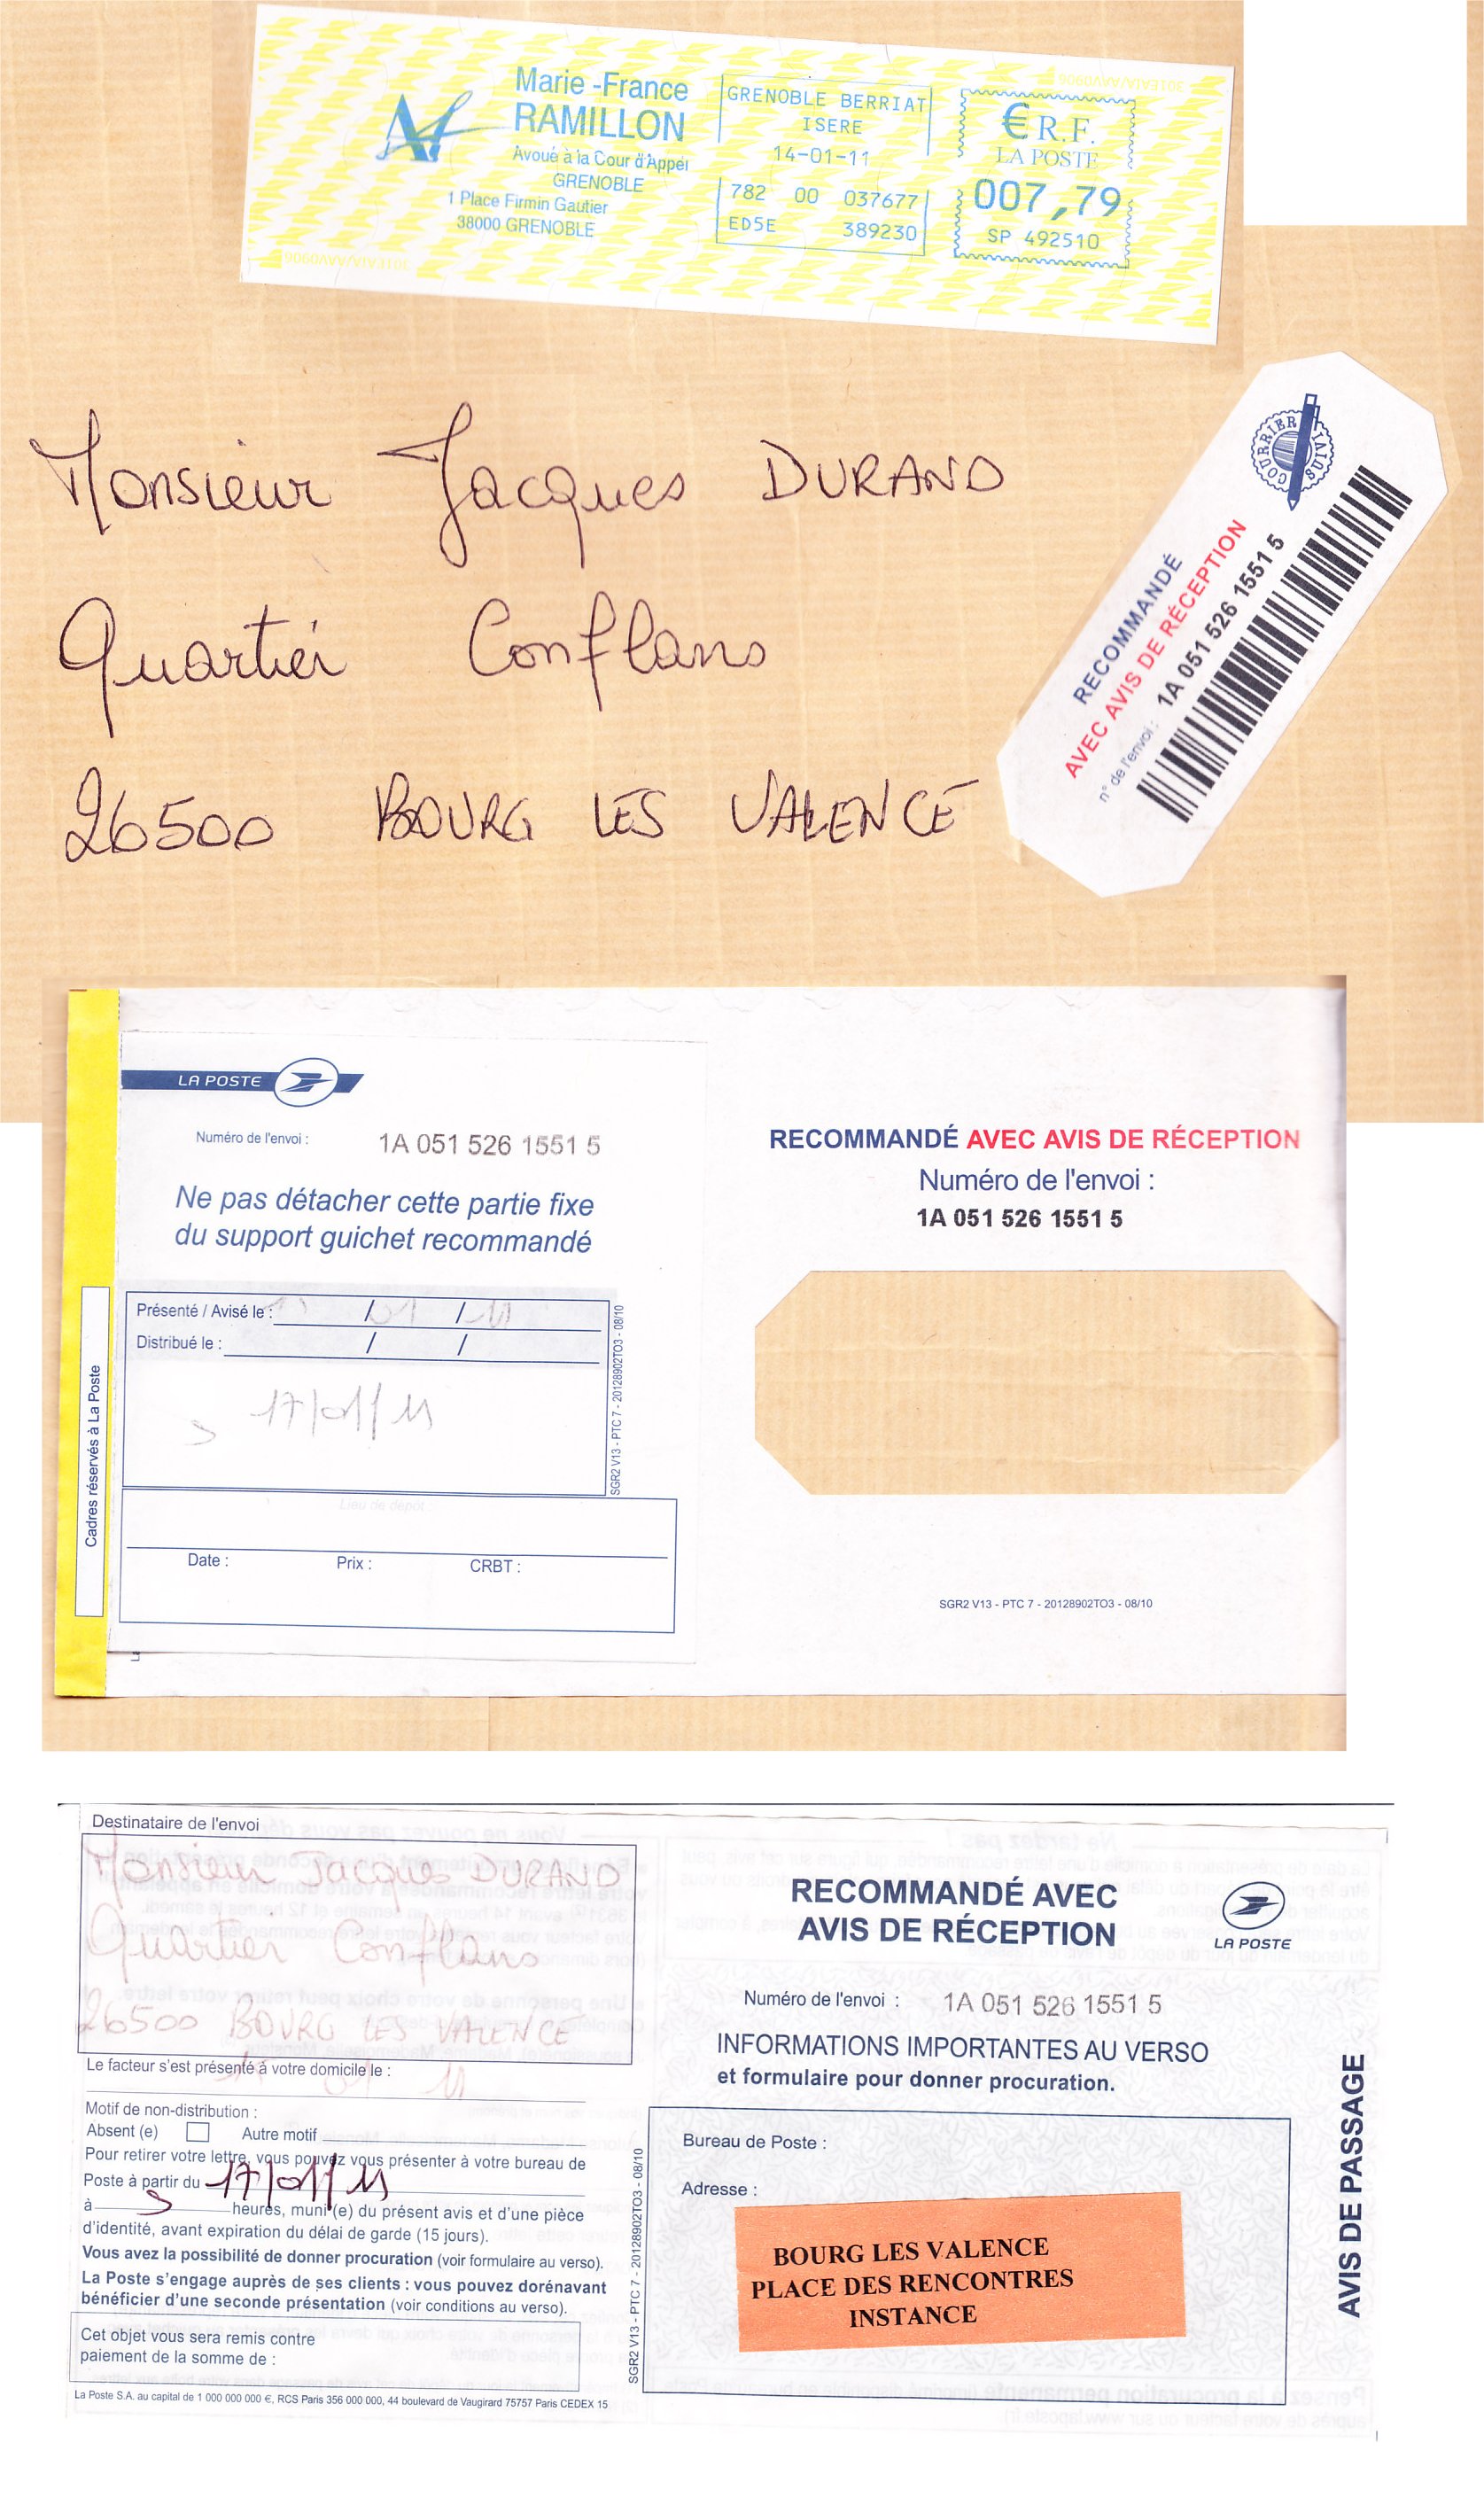 301EAIA/AAV0906
Marie -France
RAMILLON
Avoué à la Cour d'Appel
GRENOBLE
1 Place Firmin Gautier
38000 GRENOBLE
GRENOBLE BERRIAT
ISERE
14-01-11
782 00 037677
ED5E 389230
€ R.F.
LA POSTE
007,79
SP 492510
301EAIA/AAV0906
Monsieur Jacques DURAND
Quartier Conflans
26500 BOURG LES VALENCE
COURRIER SUIVI
RECOMMANDÉ
AVEC AVIS DE RÉCEPTION
n° de l'envoi : 1A 051 526 1551 5
LA POSTE
Numéro de l'envoi : 1A 051 526 1551 5
Ne pas détacher cette partie fixe
du support guichet recommandé
Présenté / Avisé le : / 01 / 11
Distribué le : / /
17/01/11
Lieu de dépôt
Date : Prix : CRBT :
SGR2 V13 - PTC 7 - 20128902TO3 - 08/10
Cadres réservés à La Poste
RECOMMANDÉ AVEC AVIS DE RÉCEPTION
Numéro de l'envoi :
1A 051 526 1551 5
SGR2 V13 - PTC 7 - 20128902TO3 - 08/10
Destinataire de l'envoi
Monsieur Jacques DURAND
Quartier Conflans
26500 BOURG LES VALENCE
Le facteur s'est présenté à votre domicile le :
01 11
Motif de non-distribution :
Absent (e) Autre motif
Pour retirer votre lettre, vous pouvez vous présenter à votre bureau de
Poste à partir du 17/01/11
à heures, muni (e) du présent avis et d'une pièce
d'identité, avant expiration du délai de garde (15 jours).
Vous avez la possibilité de donner procuration (voir formulaire au verso).
La Poste s'engage auprès de ses clients : vous pouvez dorénavant
bénéficier d'une seconde présentation (voir conditions au verso).
Cet objet vous sera remis contre
paiement de la somme de :
La Poste S.A. au capital de 1 000 000 000 €, RCS Paris 356 000 000, 44 boulevard de Vaugirard 75757 Paris CEDEX 15
SGR2 V13 - PTC 7 - 20128902TO3 - 08/10
RECOMMANDÉ AVEC
AVIS DE RÉCEPTION
LA POSTE
Numéro de l'envoi : 1A 051 526 1551 5
INFORMATIONS IMPORTANTES AU VERSO
et formulaire pour donner procuration.
Bureau de Poste :
Adresse :
BOURG LES VALENCE
PLACE DES RENCONTRES
INSTANCE
AVIS DE PASSAGE